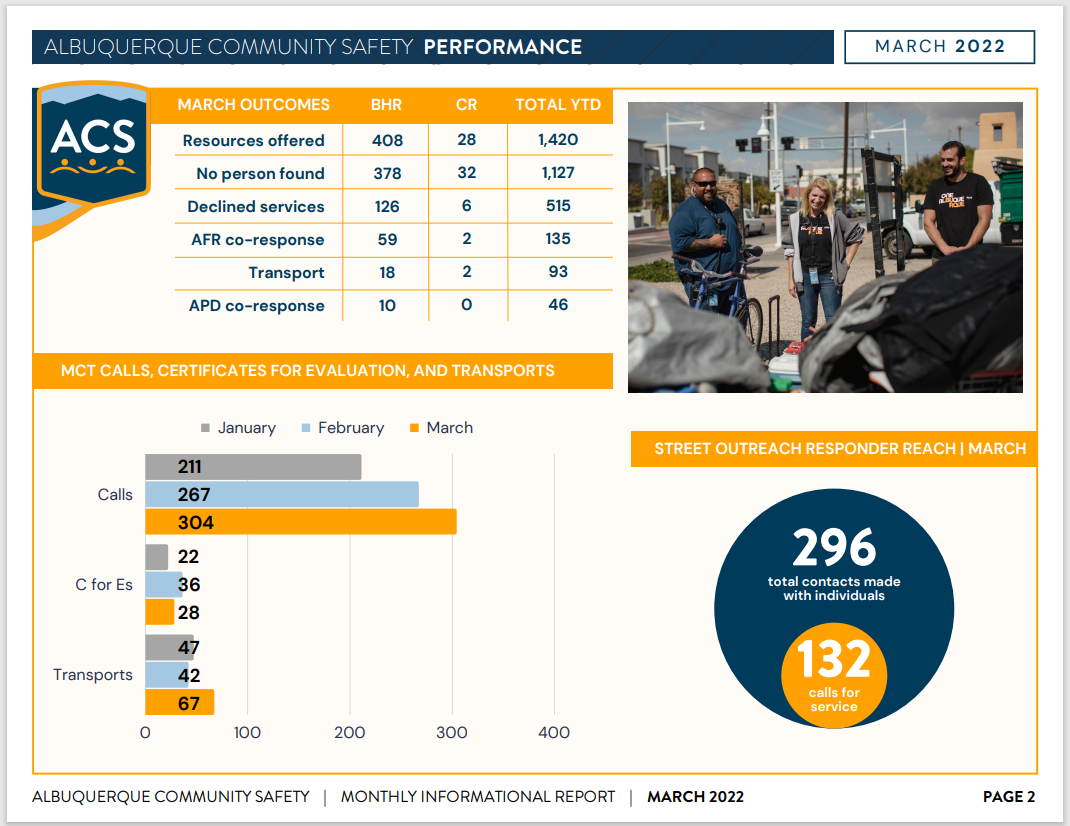 ALBUQUERQUE COMMUNITY SAFETY PERFORMANCE
MARCH 2022
ACS
MARCH OUTCOMES BHR CR TOTAL YTD
Resources offered 408 28 1,420
No person found 378 32 1,127
Declined services 126 6 515
AFR co-response 59 2 135
Transport 18 2 93
APD co-response 10 0 46
MCT CALLS, CERTIFICATES FOR EVALUATION, AND TRANSPORTS
January February March
211
Calls 267
304
22
C for Es 36
28
47
Transports 42
67
0 100 200 300 400
ONE
ALBUQUE
RQUE
STREET OUTREACH RESPONDER REACH | MARCH
296
total contacts made
with individuals
132
calls for
service
ALBUQUERQUE COMMUNITY SAFETY | MONTHLY INFORMATIONAL REPORT | MARCH 2022 PAGE 2